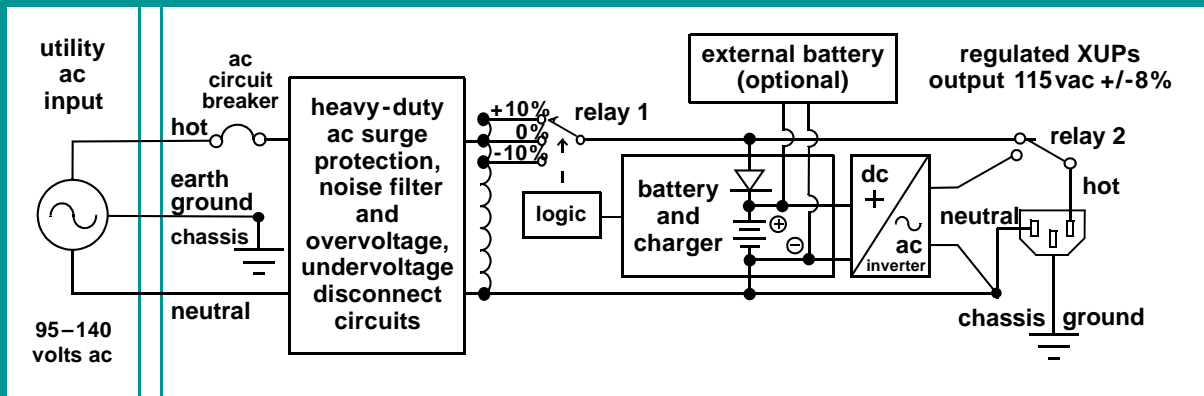 utility
ac
input
95–140
volts ac
ac
circuit
breaker
hot
earth
ground
chassis
neutral
heavy-duty
ac surge
protection,
noise filter
and
overvoltage,
undervoltage
disconnect
circuits
+10%
0%
-10%
relay 1
logic
external battery
(optional)
battery
and
charger
+
−
dc
+
ac
inverter
regulated XUPs
output 115vac +/-8%
relay 2
hot
neutral
chassis ground